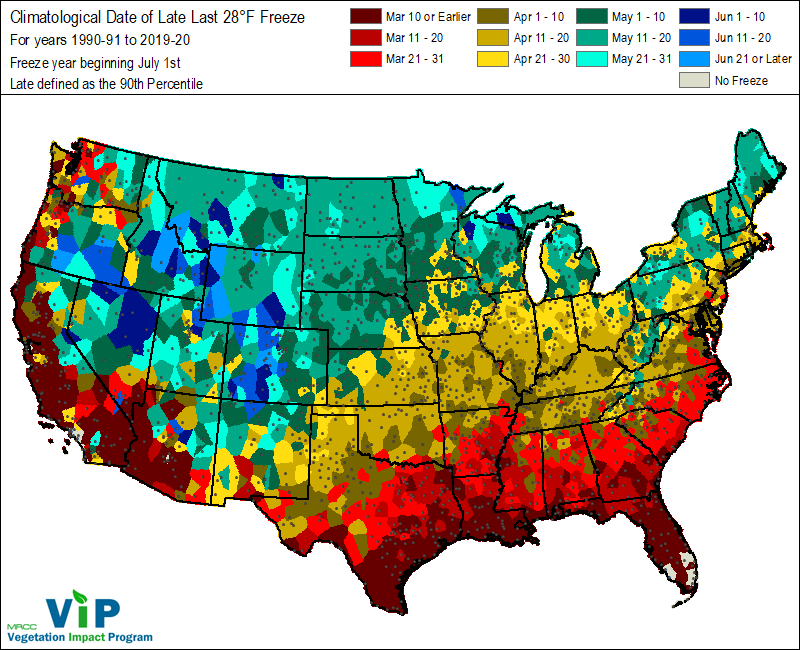 Climatological Date of Late Last 28°F Freeze
For years 1990-91 to 2019-20
Freeze year beginning July 1st
Late defined as the 90th Percentile
Mar 10 or Earlier
Mar 11 - 20
Mar 21 - 31
Apr 1 - 10
Apr 11 - 20
Apr 21 - 30
May 1 - 10
May 11 - 20
May 21 - 31
Jun 1 - 10
Jun 11 - 20
Jun 21 or Later
No Freeze
MRCC ViP
Vegetation Impact Program